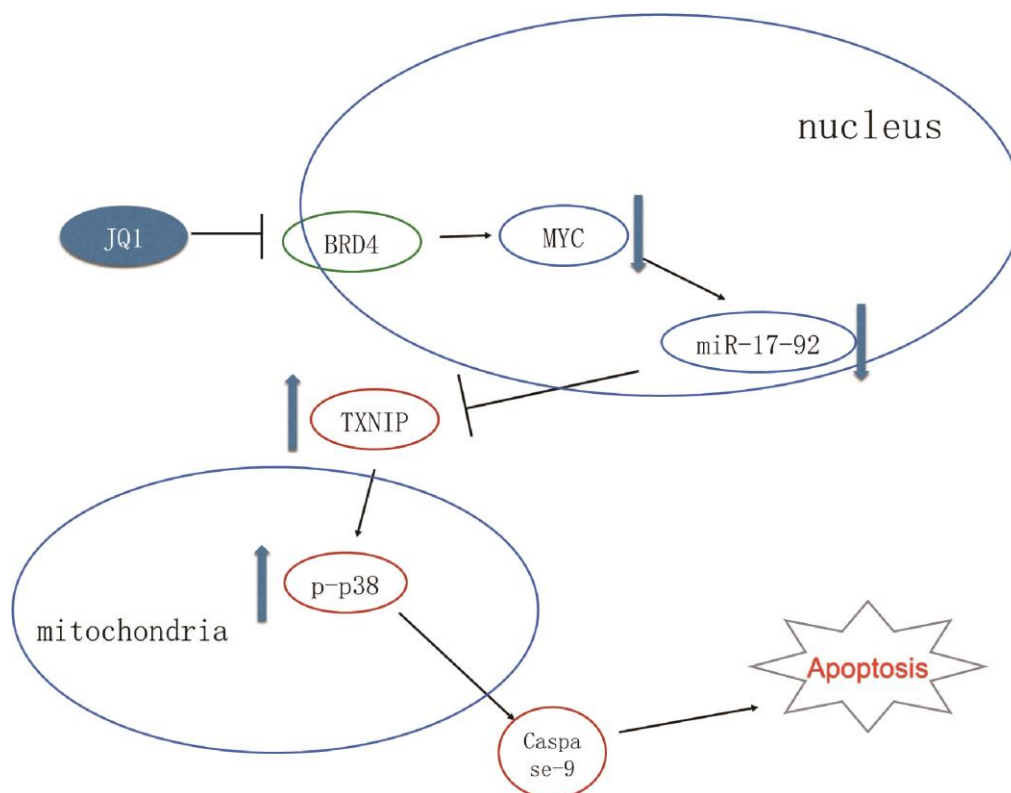 nucleus
JQ1
BRD4
MYC
miR-17-92
TXNIP
p-p38
mitochondria
Apoptosis
Caspa
se-9